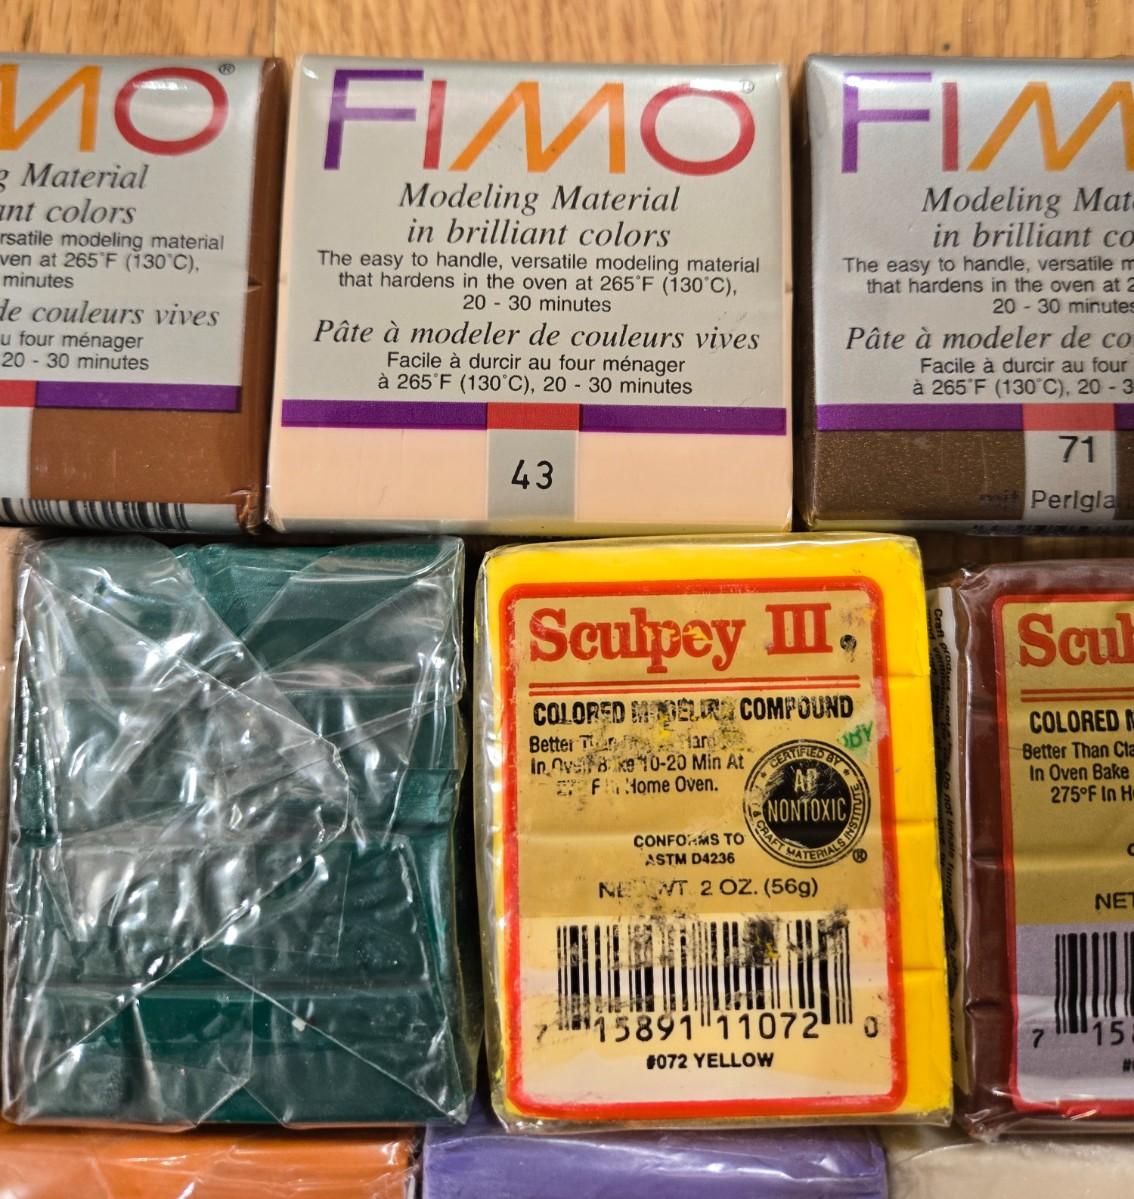 MO®
g Material
ant colors
rsatile modeling material
ven at 265°F (130°C),
minutes
de couleurs vives
u four ménager
20 - 30 minutes
FIMO®
Modeling Material
in brilliant colors
The easy to handle, versatile modeling material
that hardens in the oven at 265°F (130°C),
20 - 30 minutes
Pâte à modeler de couleurs vives
Facile à durcir au four ménager
à 265°F (130°C), 20 - 30 minutes
43
FIM
Modeling Mat
in brilliant co
The easy to handle, versatile m
that hardens in the oven at 2
20 - 30 minutes
Pâte à modeler de co
Facile à durcir au four
à 265°F (130°C), 20 - 3
71
mit Perlgla
Sculpey III®
COLORED MODELING COMPOUND
Better Than
In Oven Bake 10-20 Min At
F In Home Oven.
CERTIFIED BY
AP
NONTOXIC
& CRAFT MATERIALS INSTITUTE
®
CONFORMS TO
ASTM D4236
NET WT. 2 OZ. (56g)
7 15891 11072 0
#072 YELLOW
Scul
COLORED M
Better Than Cla
In Oven Bake
275°F In H
NET
7 15